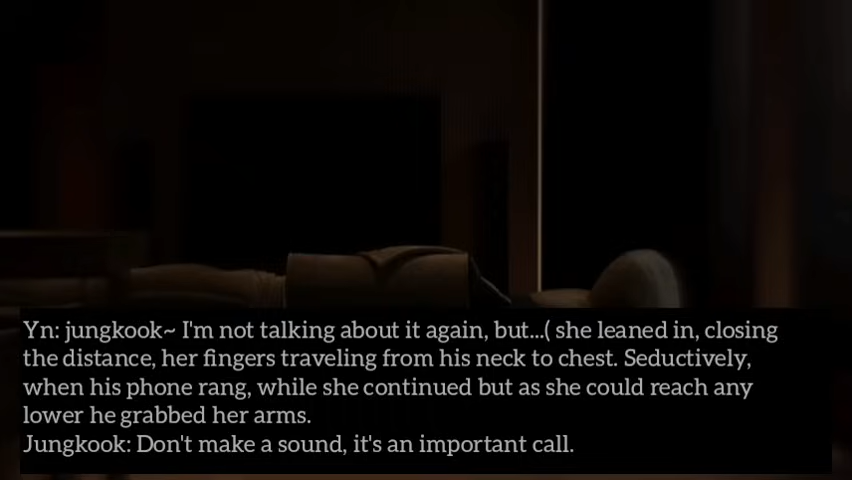 Yn: jungkook~ I'm not talking about it again, but...( she leaned in, closing
the distance, her fingers traveling from his neck to chest. Seductively,
when his phone rang, while she continued but as she could reach any
lower he grabbed her arms.
Jungkook: Don't make a sound, it's an important call.